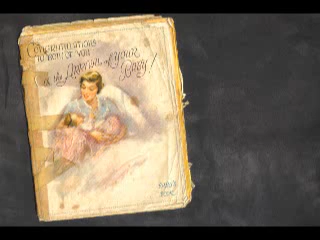 CONGRATULATIONS
TO BOTH OF YOU
on the Arrival of your
Baby!